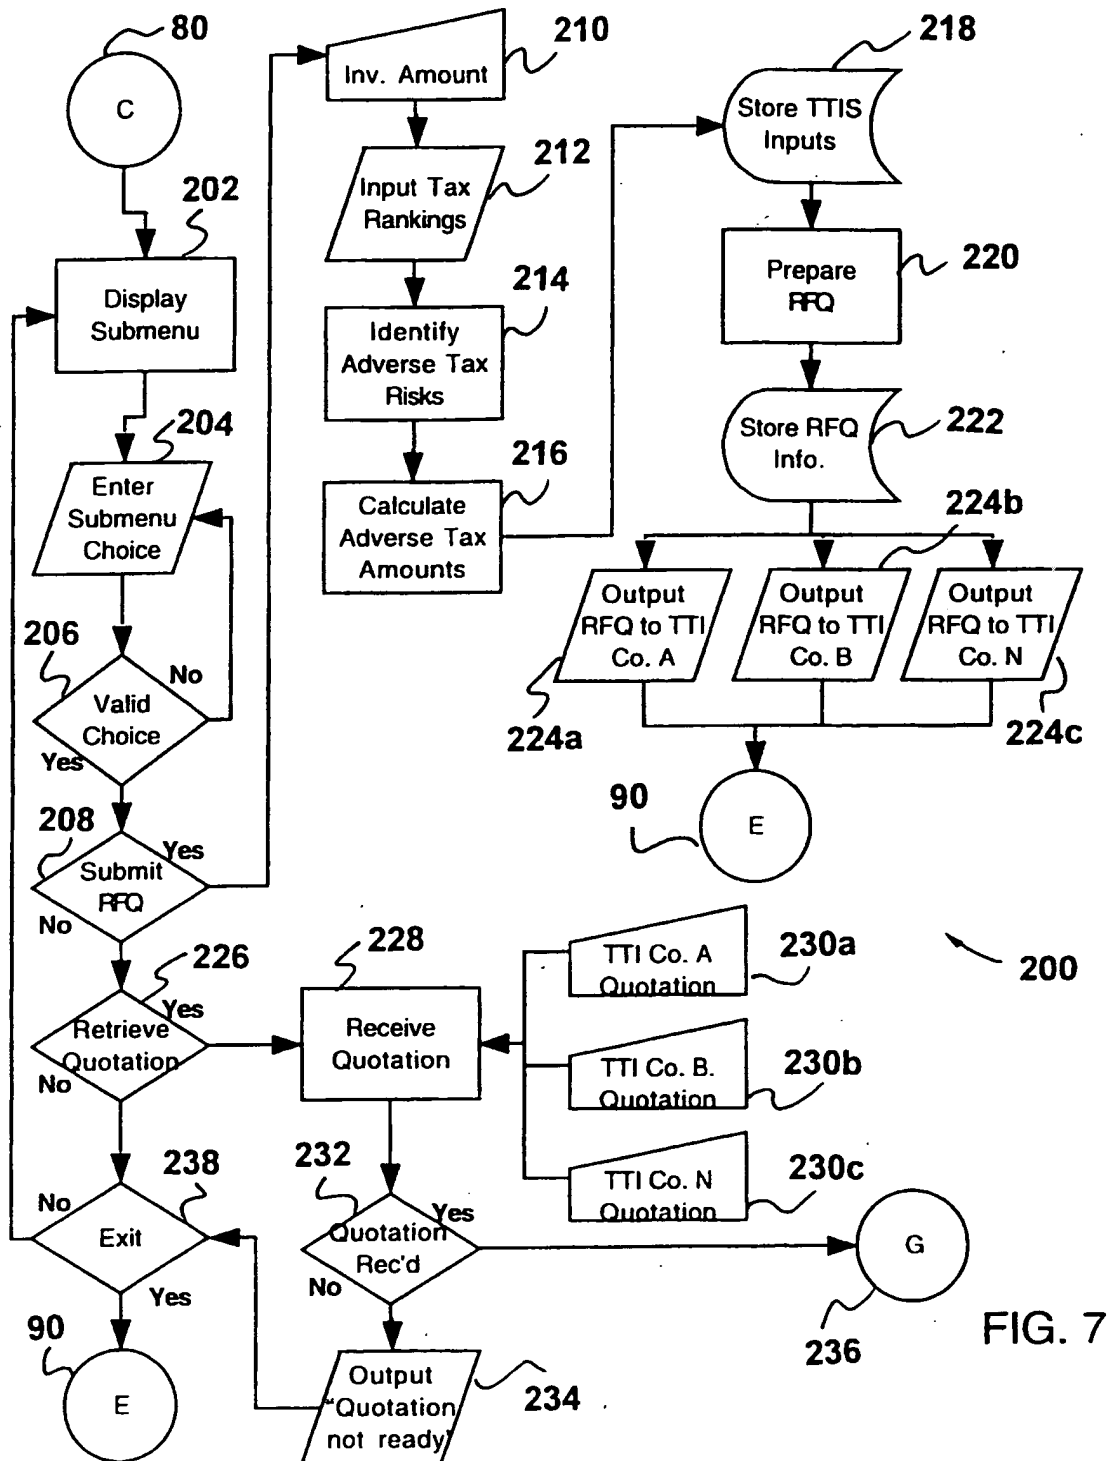 80
C
202
Display
Submenu
204
Enter
Submenu
Choice
206
No
Valid
Choice
Yes
208
Yes
Submit
RFQ
No
226
Yes
Retrieve
Quotation
No
238
No
Exit
Yes
90
E
210
Inv. Amount
212
Input Tax
Rankings
214
Identify
Adverse Tax
Risks
216
Calculate
Adverse Tax
Amounts
218
Store TTIS
Inputs
220
Prepare
RFQ
222
Store RFQ
Info.
224b
Output
RFQ to TTI
Co. A
Output
RFQ to TTI
Co. B
Output
RFQ to TTI
Co. N
224a
224c
90
E
228
Receive
Quotation
TTI Co. A
Quotation
230a
TTI Co. B.
Quotation
230b
TTI Co. N
Quotation
230c
200
232
Yes
Quotation
Rec'd
No
G
236
234
Output
"Quotation
not ready"
FIG. 7